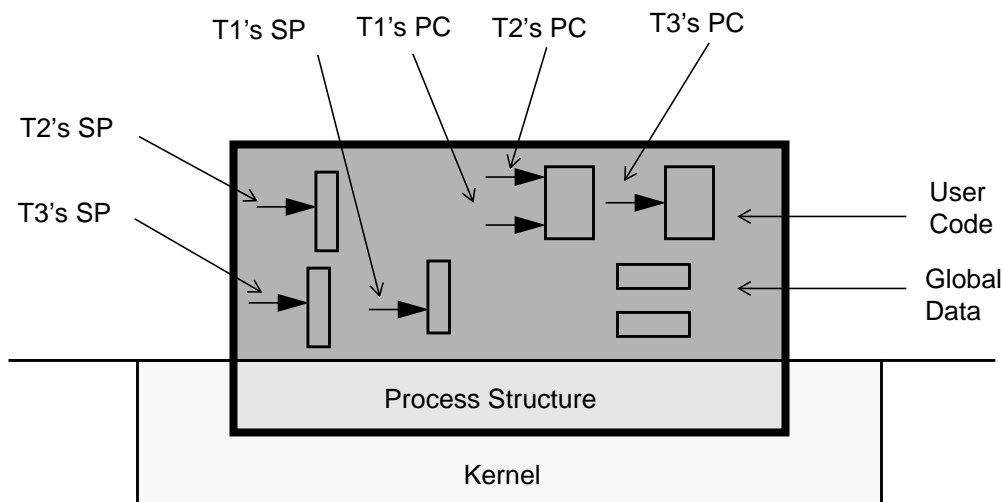 T1's SP
T1's PC
T2's PC
T3's PC
T2's SP
T3's SP
User
Code
Global
Data
Process Structure
Kernel